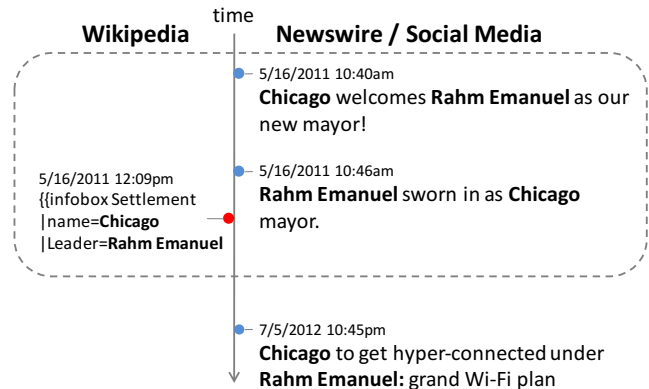 time
Wikipedia
Newswire / Social Media
5/16/2011 10:40am
Chicago welcomes Rahm Emanuel as our
new mayor!
5/16/2011 10:46am
Rahm Emanuel sworn in as Chicago
mayor.
5/16/2011 12:09pm
{{infobox Settlement
|name=Chicago
|Leader=Rahm Emanuel
7/5/2012 10:45pm
Chicago to get hyper-connected under
Rahm Emanuel: grand Wi-Fi plan